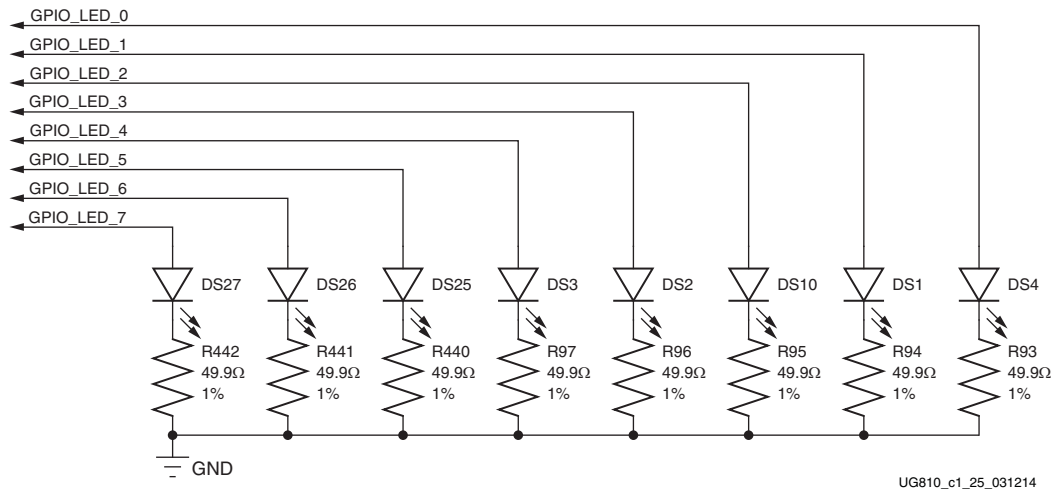 GPIO_LED_0
GPIO_LED_1
GPIO_LED_2
GPIO_LED_3
GPIO_LED_4
GPIO_LED_5
GPIO_LED_6
GPIO_LED_7
DS27 DS26 DS25 DS3 DS2 DS10 DS1 DS4
R442 R441 R440 R97 R96 R95 R94 R93
49.9Ω 49.9Ω 49.9Ω 49.9Ω 49.9Ω 49.9Ω 49.9Ω 49.9Ω
1% 1% 1% 1% 1% 1% 1% 1%
GND
UG810_c1_25_031214